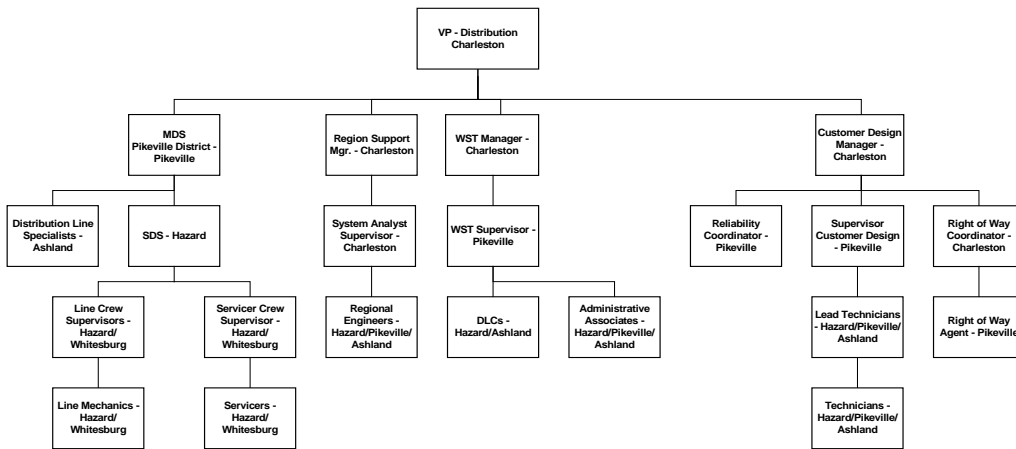 VP - Distribution
Charleston
MDS
Pikeville District -
Pikeville
Region Support
Mgr. - Charleston
WST Manager -
Charleston
Customer Design
Manager -
Charleston
Distribution Line
Specialists -
Ashland
SDS - Hazard
System Analyst
Supervisor -
Charleston
WST Supervisor -
Pikeville
Reliability
Coordinator -
Pikeville
Supervisor
Customer Design
- Pikeville
Right of Way
Coordinator -
Charleston
Line Crew
Supervisors -
Hazard/
Whitesburg
Servicer Crew
Supervisor -
Hazard/
Whitesburg
Regional
Engineers -
Hazard/Pikeville/
Ashland
DLCs -
Hazard/Ashland
Administrative
Associates -
Hazard/Pikeville/
Ashland
Lead Technicians
- Hazard/Pikeville/
Ashland
Right of Way
Agent - Pikeville
Line Mechanics -
Hazard/
Whitesburg
Servicers -
Hazard/
Whitesburg
Technicians -
Hazard/Pikeville/
Ashland